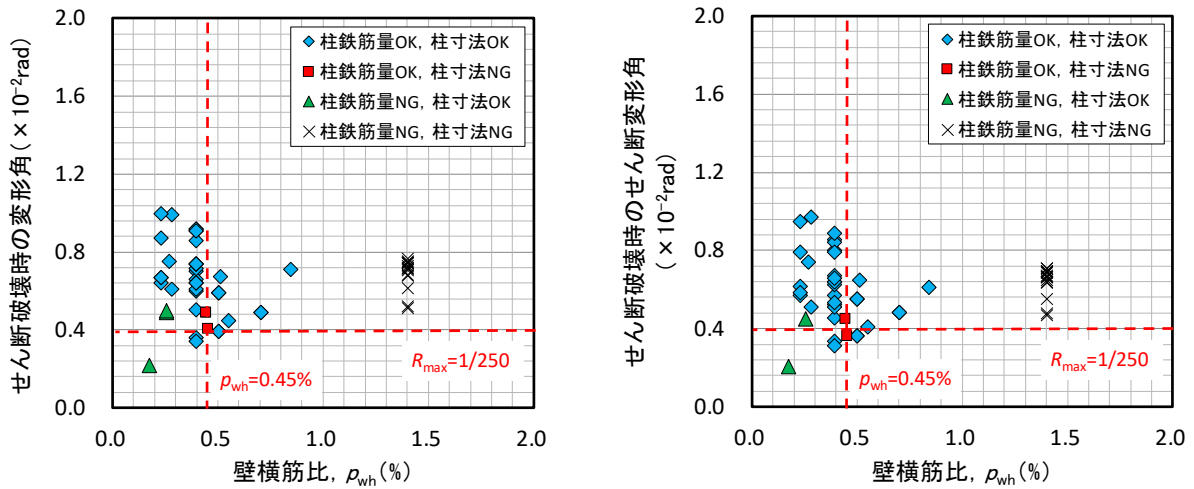 せん断破壊時の変形角(×10⁻²rad)
2.0
1.6
1.2
0.8
0.4
0.0
柱鉄筋量OK, 柱寸法OK
柱鉄筋量OK, 柱寸法NG
柱鉄筋量NG, 柱寸法OK
柱鉄筋量NG, 柱寸法NG
R_max=1/250
p_wh=0.45%
0.0 0.5 1.0 1.5 2.0
壁横筋比, p_wh(%)
せん断破壊時のせん断変形角
(×10⁻²rad)
2.0
1.6
1.2
0.8
0.4
0.0
柱鉄筋量OK, 柱寸法OK
柱鉄筋量OK, 柱寸法NG
柱鉄筋量NG, 柱寸法OK
柱鉄筋量NG, 柱寸法NG
R_max=1/250
p_wh=0.45%
0.0 0.5 1.0 1.5 2.0
壁横筋比, p_wh(%)